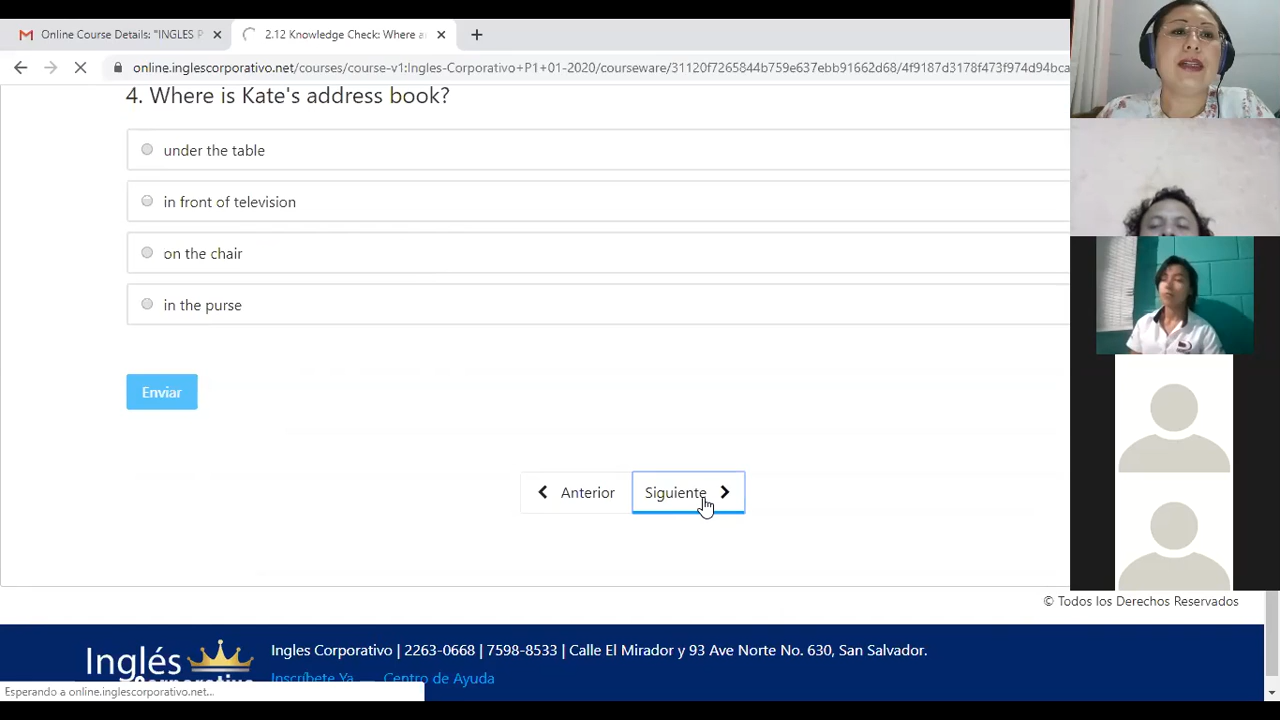 Online Course Details: "INGLES P
2.12 Knowledge Check: Where a
online.inglescorporativo.net/courses/course-v1:Ingles-Corporativo+P1+01-2020/courseware/31120f7265844b759e637ebb91662d68/4f9187d3178f473f974d94bca
4. Where is Kate's address book?
under the table
in front of television
on the chair
in the purse
Enviar
Anterior
Siguiente
© Todos los Derechos Reservados
Inglés
Ingles Corporativo | 2263-0668 | 7598-8533 | Calle El Mirador y 93 Ave Norte No. 630, San Salvador.
Inscríbete Ya
Centro de Ayuda
Esperando a online.inglescorporativo.net...